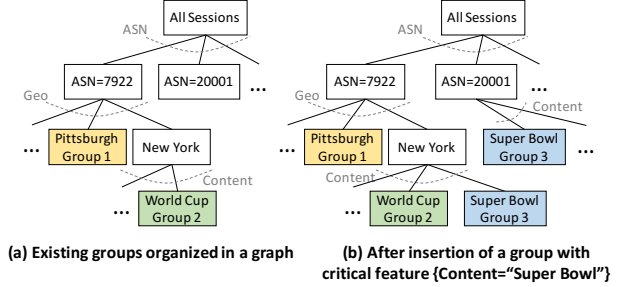 All Sessions
ASN
ASN=7922
ASN=20001
...
Geo
...
Pittsburgh
Group 1
New York
Content
...
World Cup
Group 2
(a) Existing groups organized in a graph
All Sessions
ASN
ASN=7922
ASN=20001
...
Geo
Content
...
Pittsburgh
Group 1
New York
Super Bowl
Group 3
...
Content
...
World Cup
Group 2
Super Bowl
Group 3
(b) After insertion of a group with
critical feature {Content="Super Bowl"}